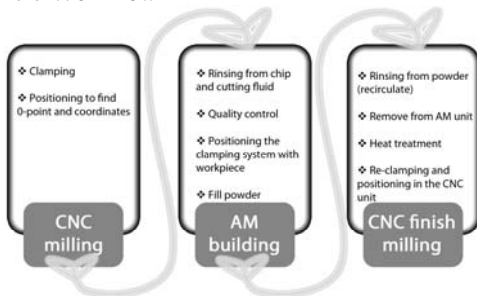 ❖ Clamping
❖ Positioning to find
0-point and coordinates
CNC
milling
❖ Rinsing from chip
and cutting fluid
❖ Quality control
❖ Positioning the
clamping system with
workpiece
❖ Fill powder
AM
building
❖ Rinsing from powder
(recirculate)
❖ Remove from AM unit
❖ Heat treatment
❖ Re-clamping and
positioning in the CNC
unit
CNC finish
milling